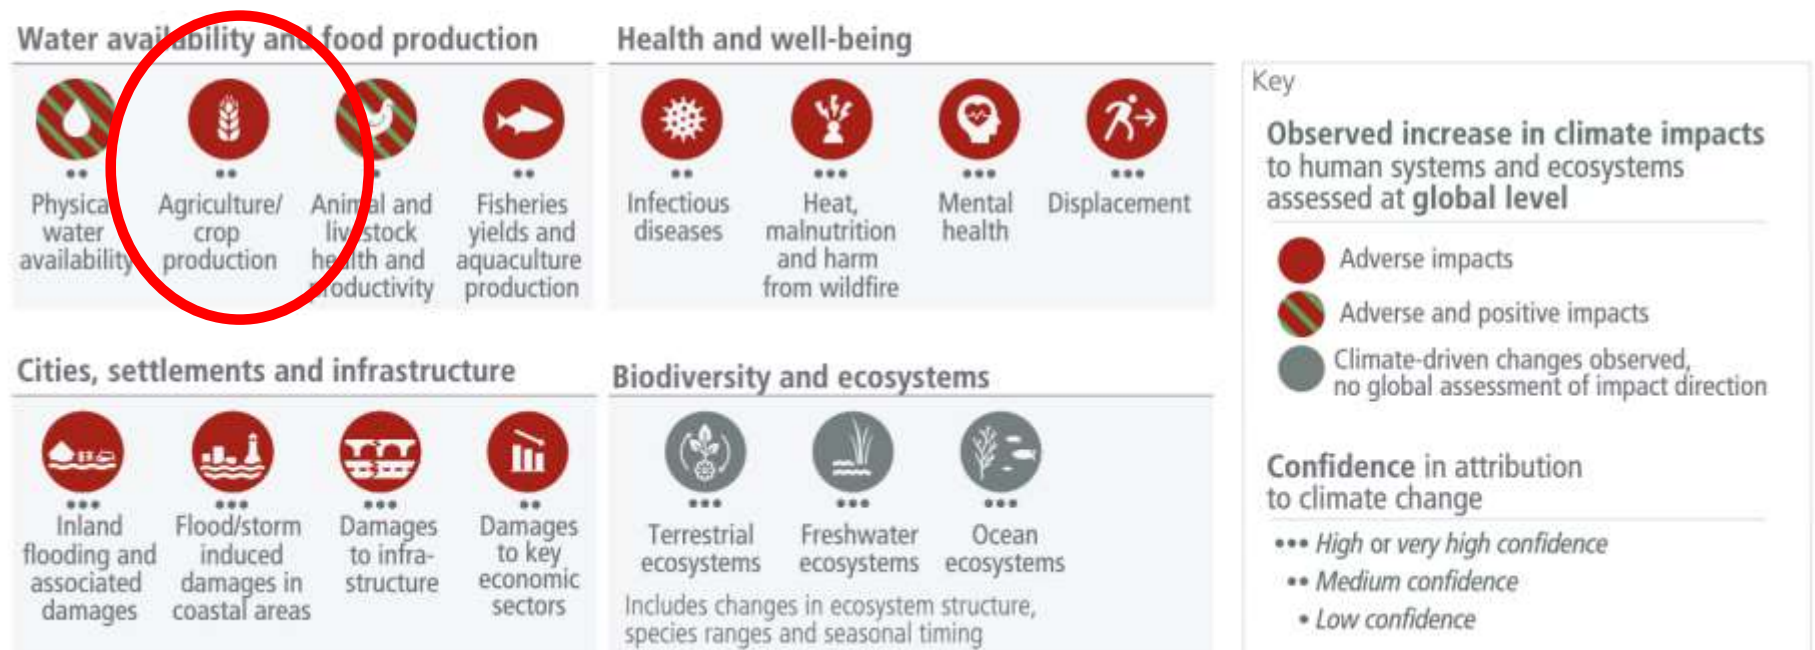 Water availability and food production
Physical
water
availability
Agriculture/
crop
production
Animal and
livestock
health and
productivity
Fisheries
yields and
aquaculture
production
Health and well-being
Infectious
diseases
Heat,
malnutrition
and harm
from wildfire
Mental
health
Displacement
Cities, settlements and infrastructure
Inland
flooding and
associated
damages
Flood/storm
induced
damages in
coastal areas
Damages
to infra-
structure
Damages
to key
economic
sectors
Biodiversity and ecosystems
Terrestrial
ecosystems
Freshwater
ecosystems
Ocean
ecosystems
Includes changes in ecosystem structure,
species ranges and seasonal timing
Key
Observed increase in climate impacts
to human systems and ecosystems
assessed at global level
Adverse impacts
Adverse and positive impacts
Climate-driven changes observed,
no global assessment of impact direction
Confidence in attribution
to climate change
••• High or very high confidence
•• Medium confidence
• Low confidence